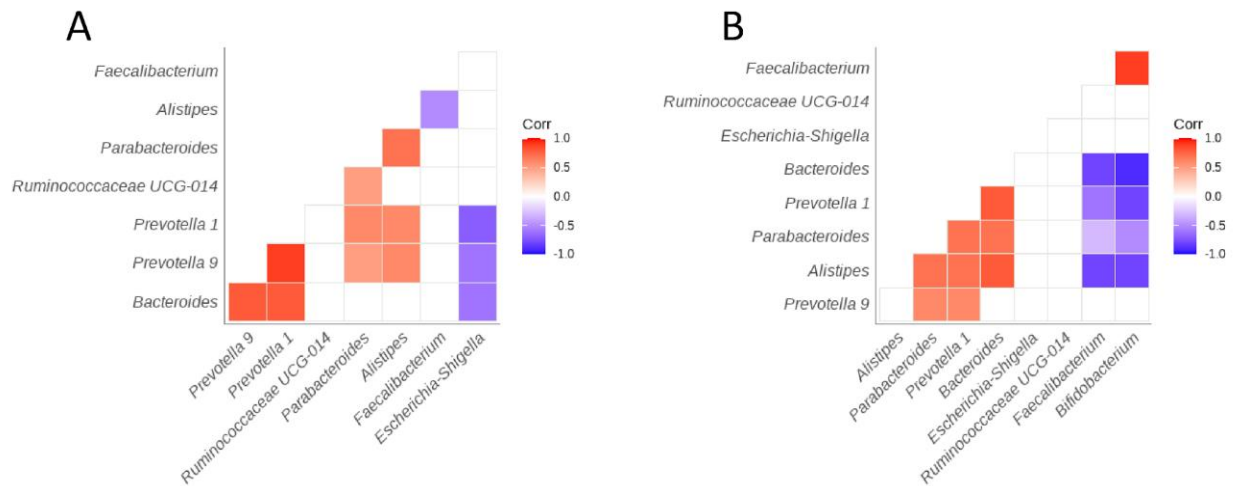 A
Faecalibacterium
Alistipes
Parabacteroides
Ruminococcaceae UCG-014
Prevotella 1
Prevotella 9
Bacteroides
Prevotella 9
Prevotella 1
Ruminococcaceae UCG-014
Parabacteroides
Alistipes
Faecalibacterium
Escherichia-Shigella
Corr
1.0
0.5
0.0
-0.5
-1.0
B
Faecalibacterium
Ruminococcaceae UCG-014
Escherichia-Shigella
Bacteroides
Prevotella 1
Parabacteroides
Alistipes
Prevotella 9
Alistipes
Parabacteroides
Prevotella 1
Bacteroides
Escherichia-Shigella
Ruminococcaceae UCG-014
Faecalibacterium
Bifidobacterium
Corr
1.0
0.5
0.0
-0.5
-1.0